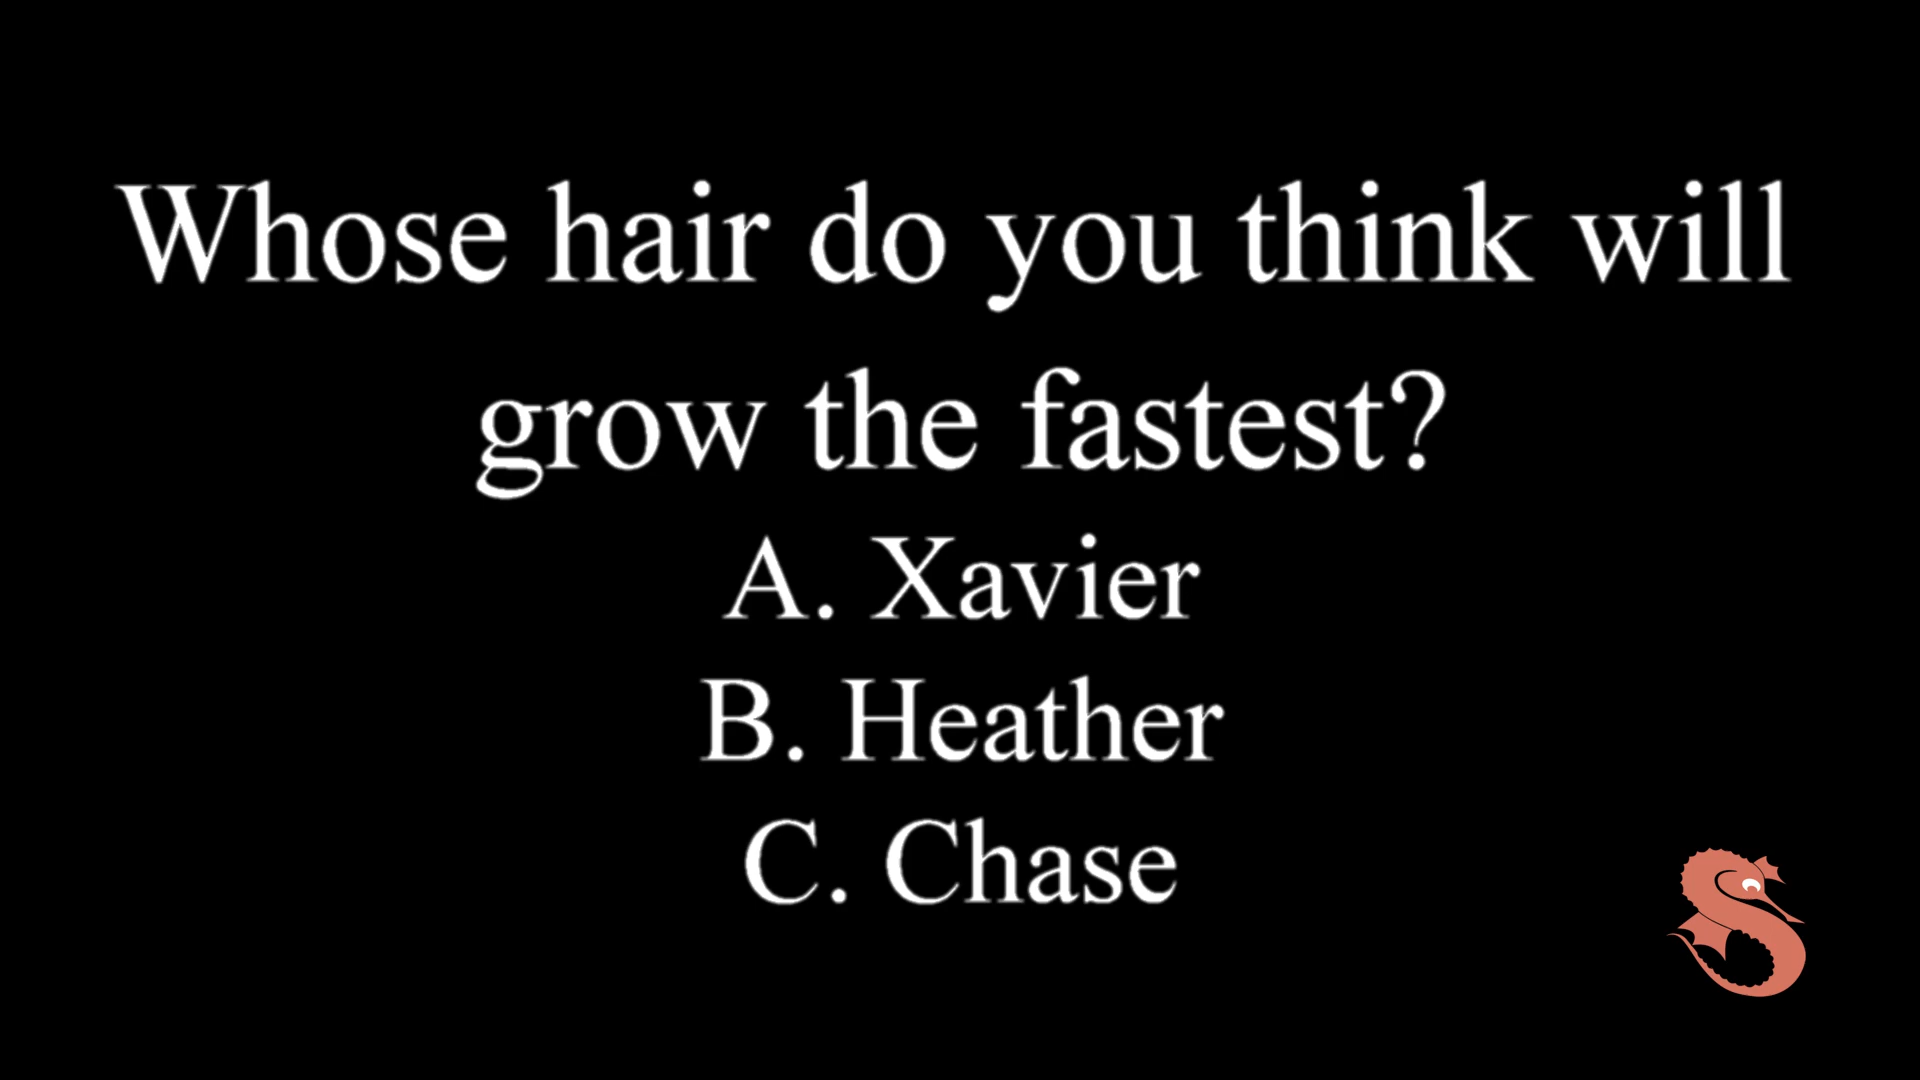 Whose hair do you think will
grow the fastest?
A. Xavier
B. Heather
C. Chase